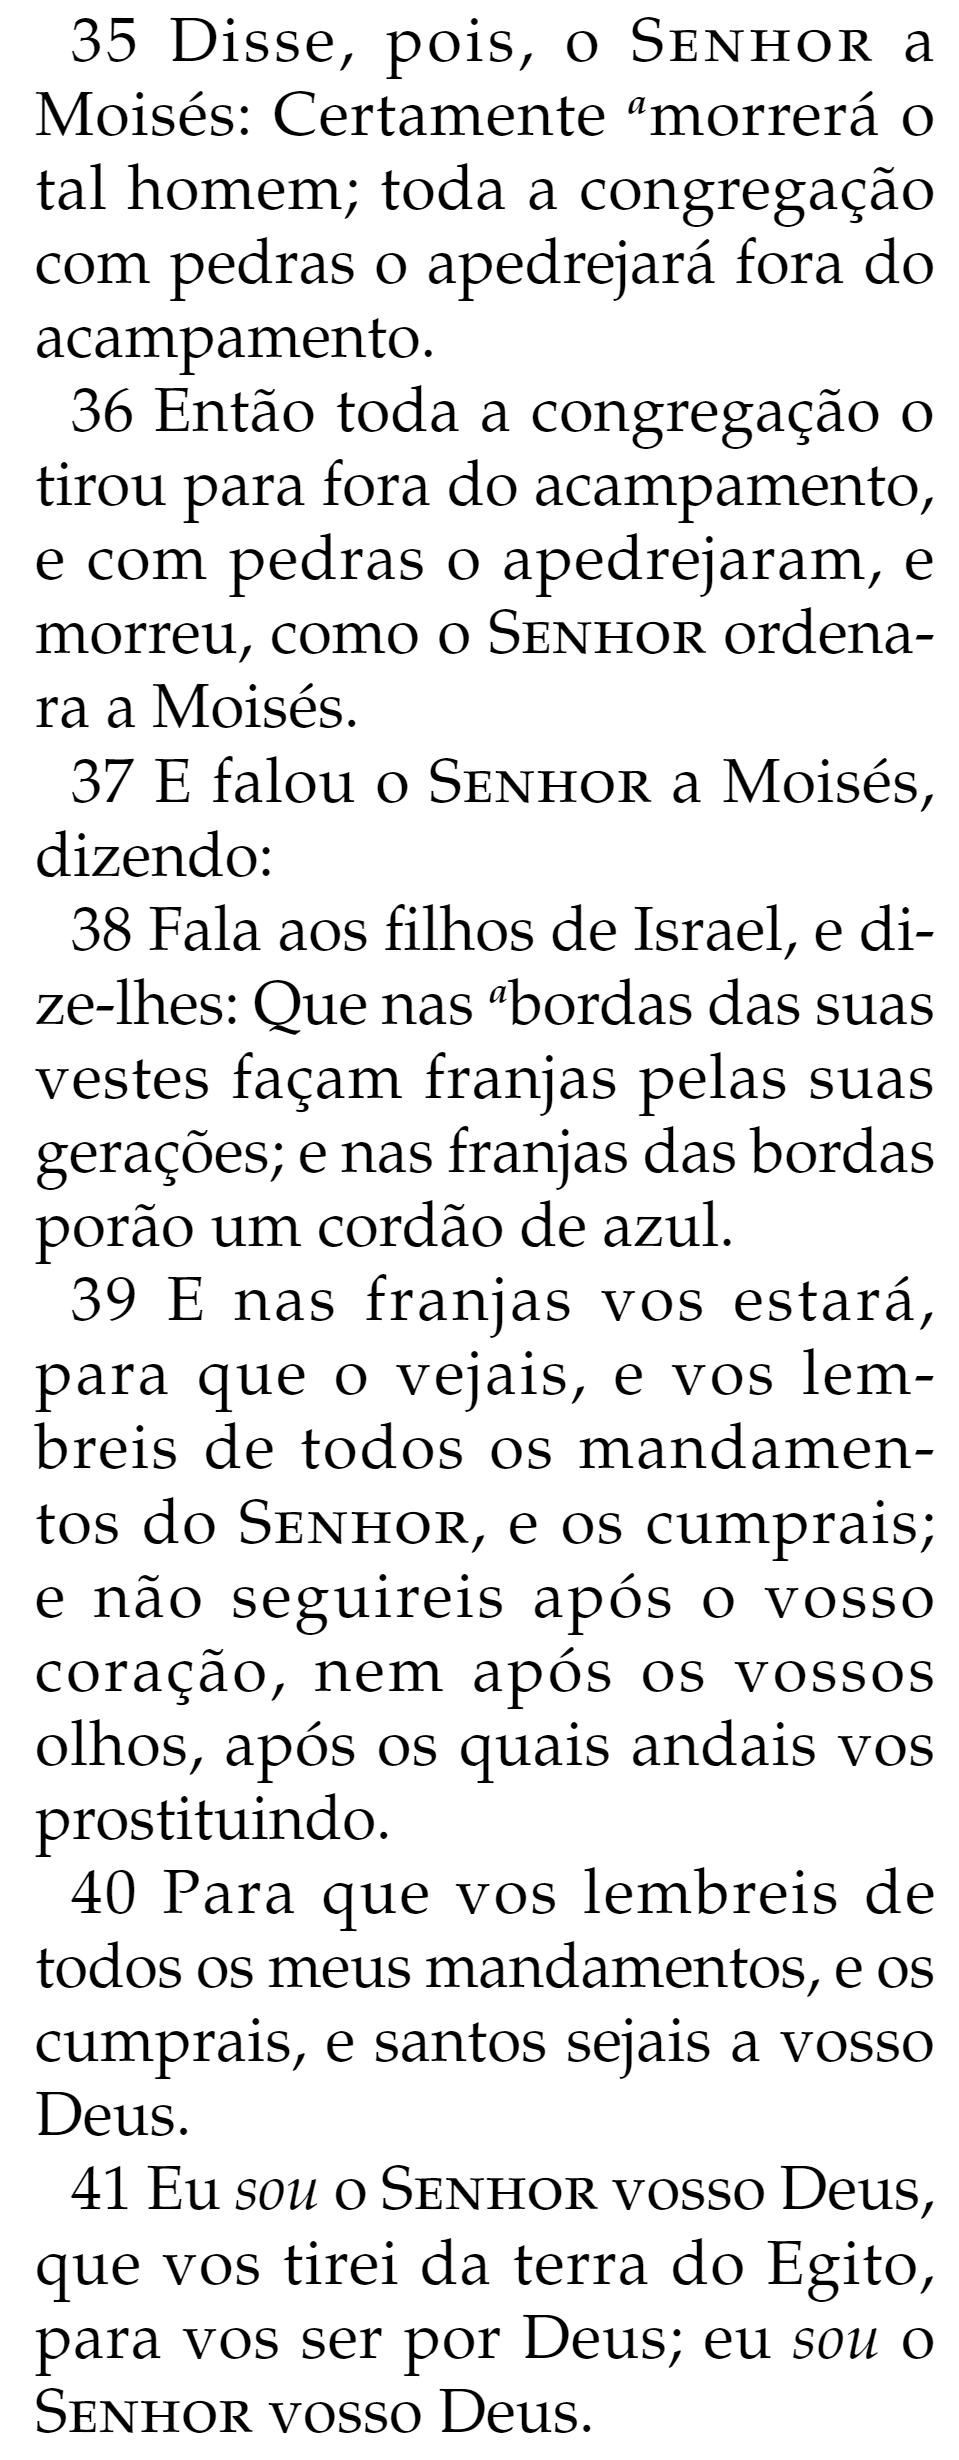 35 Disse, pois, o SENHOR a
Moisés: Certamente ᵃmorrerá o
tal homem; toda a congregação
com pedras o apedrejará fora do
acampamento.
36 Então toda a congregação o
tirou para fora do acampamento,
e com pedras o apedrejaram, e
morreu, como o SENHOR ordena-
ra a Moisés.
37 E falou o SENHOR a Moisés,
dizendo:
38 Fala aos filhos de Israel, e di-
ze-lhes: Que nas ᵃbordas das suas
vestes façam franjas pelas suas
gerações; e nas franjas das bordas
porão um cordão de azul.
39 E nas franjas vos estará,
para que o vejais, e vos lem-
breis de todos os mandamen-
tos do SENHOR, e os cumprais;
e não seguireis após o vosso
coração, nem após os vossos
olhos, após os quais andais vos
prostituindo.
40 Para que vos lembreis de
todos os meus mandamentos, e os
cumprais, e santos sejais a vosso
Deus.
41 Eu sou o SENHOR vosso Deus,
que vos tirei da terra do Egito,
para vos ser por Deus; eu sou o
SENHOR vosso Deus.